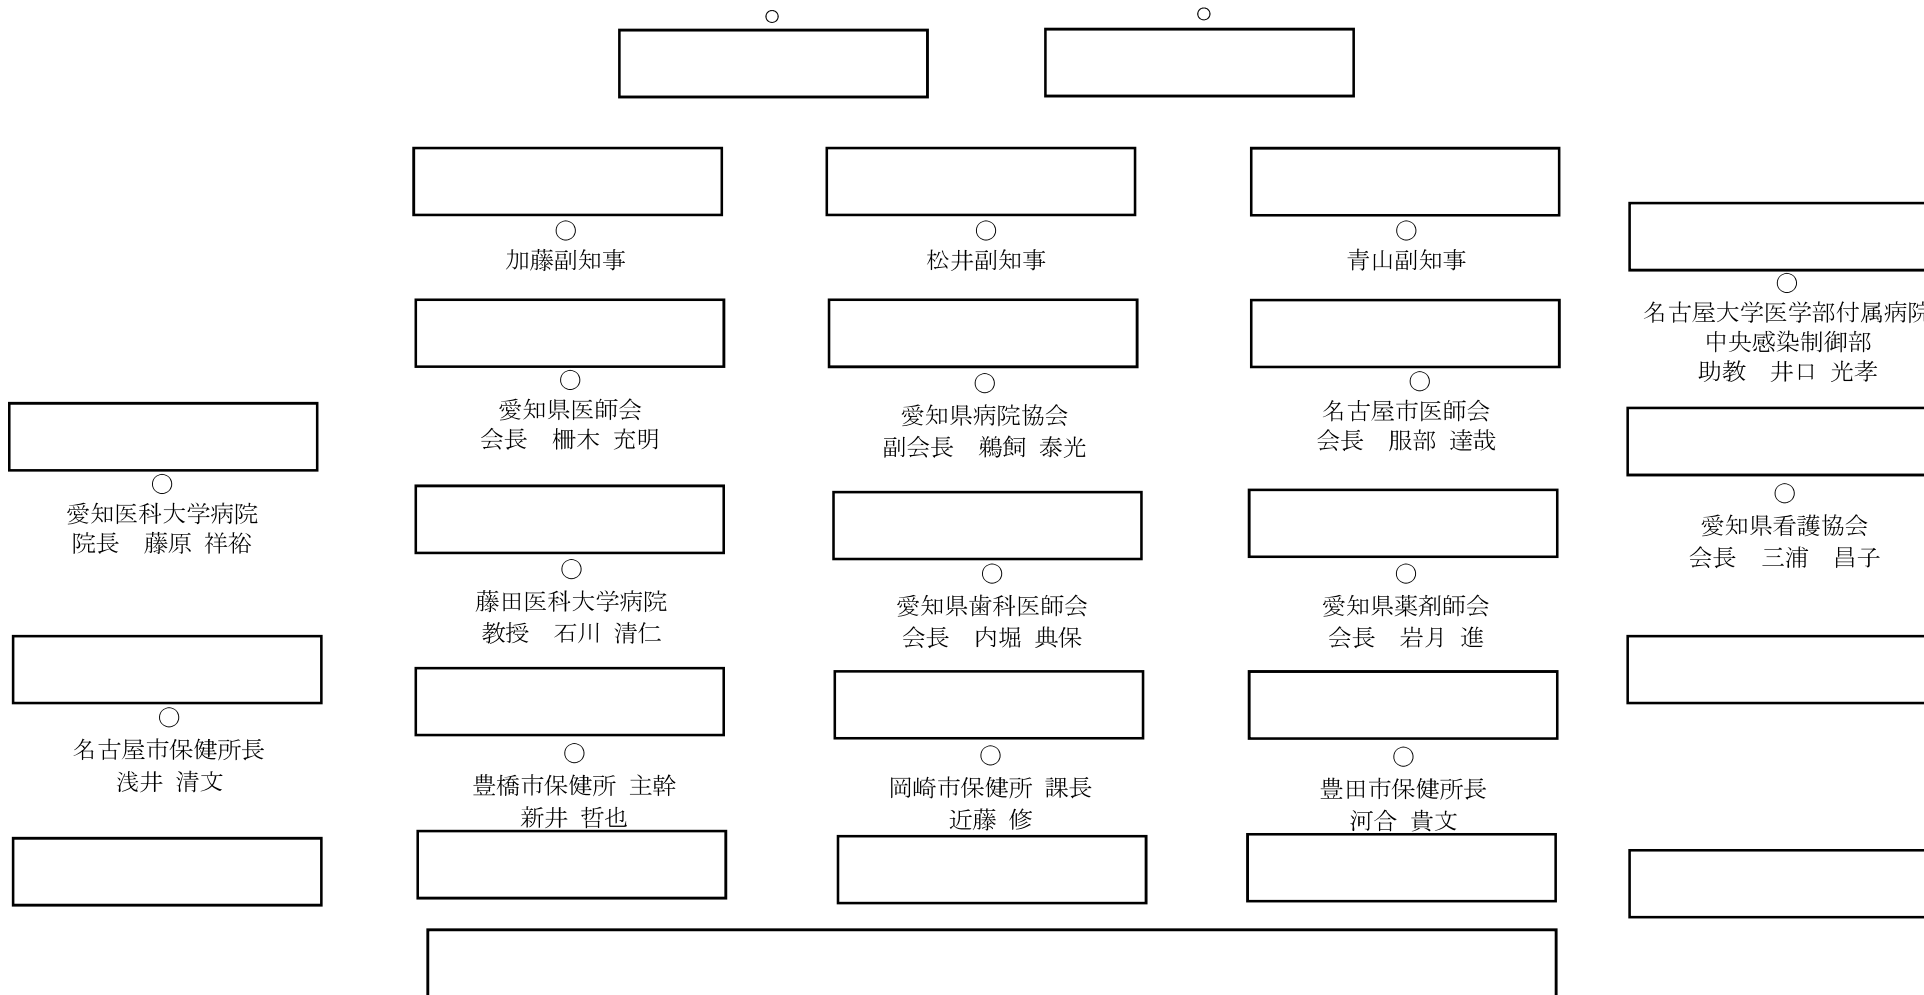 加藤副知事
松井副知事
青山副知事
名古屋大学医学部付属病院
中央感染制御部
助教　井口 光孝
愛知県医師会
会長　柵木 充明
愛知県病院協会
副会長　鵜飼 泰光
名古屋市医師会
会長　服部 達哉
愛知医科大学病院
院長　藤原 祥裕
愛知県看護協会
会長　三浦　昌子
藤田医科大学病院
教授　石川 清仁
愛知県歯科医師会
会長　内堀 典保
愛知県薬剤師会
会長　岩月 進
名古屋市保健所長
浅井 清文
豊橋市保健所 主幹
新井 哲也
岡崎市保健所 課長
近藤 修
豊田市保健所長
河合 貴文